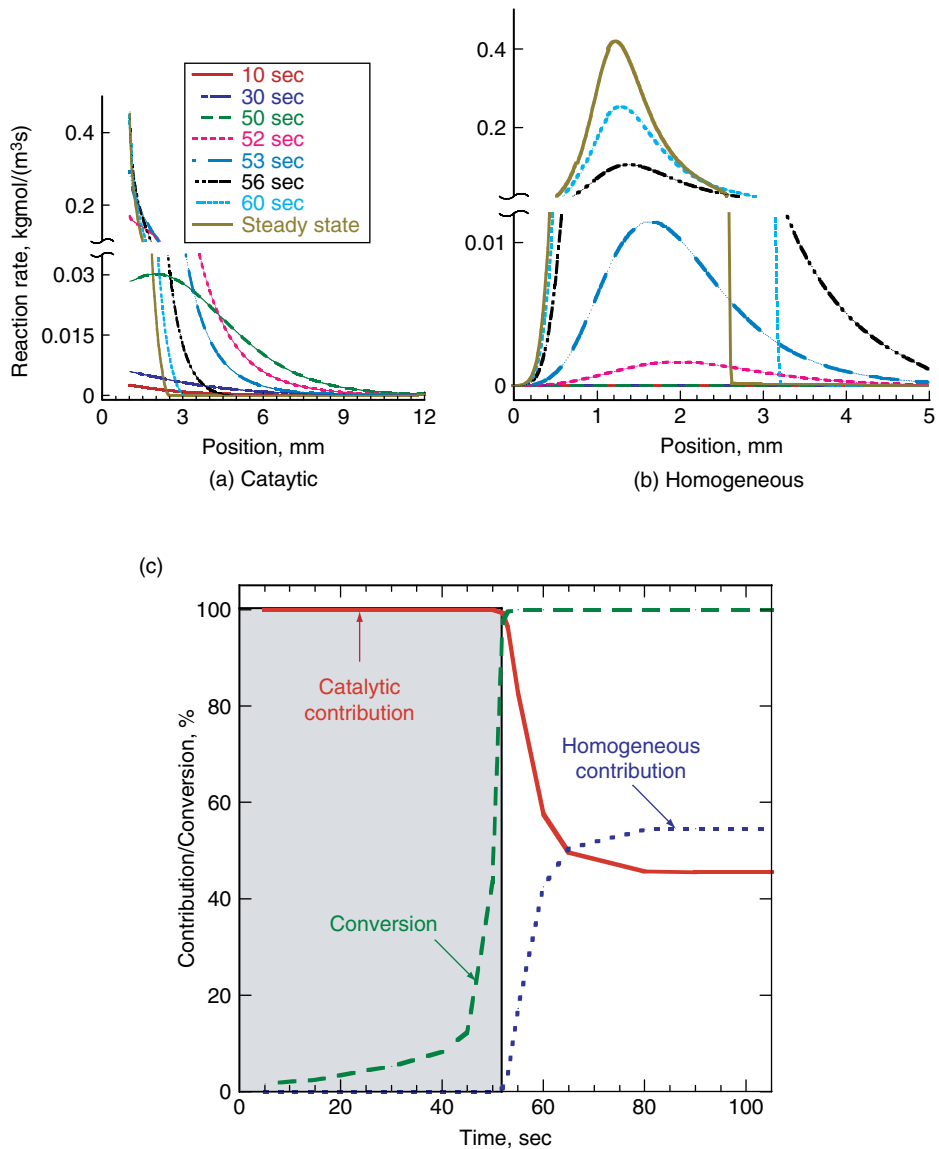 10 sec
30 sec
50 sec
52 sec
53 sec
56 sec
60 sec
Steady state
Reaction rate, kgmol/(m³s)
0.4
0.2
0.03
0.015
0
0 3 6 9 12
Position, mm
(a) Cataytic
0.4
0.2
0.01
0
0 1 2 3 4 5
Position, mm
(b) Homogeneous
(c)
Contribution/Conversion, %
100
80
60
40
20
0
Catalytic
contribution
Homogeneous
contribution
Conversion
0 20 40 60 80 100
Time, sec